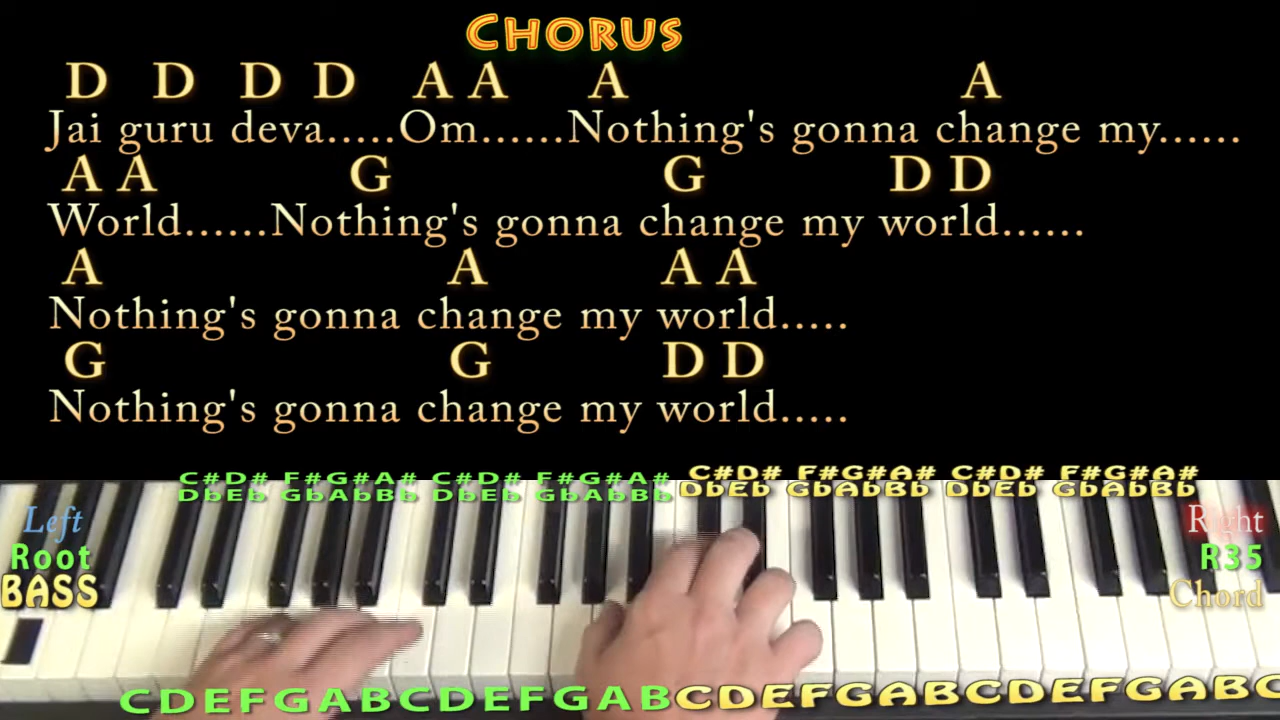 CHORUS
D D D D A A A A
Jai guru deva.....Om......Nothing's gonna change my......
A A G G D D
World......Nothing's gonna change my world......
A A A A
Nothing's gonna change my world.....
G G D D
Nothing's gonna change my world.....
C#D# F#G#A# C#D# F#G#A# C#D# F#G#A# C#D# F#G#A#
DbEb GbAbBb DbEb GbAbBb DbEb GbAbBb DbEb GbAbBb
Left
Root
BASS
Right
R35
Chord
CDEFGABCDEFGABCDEFGABCDEFGABC